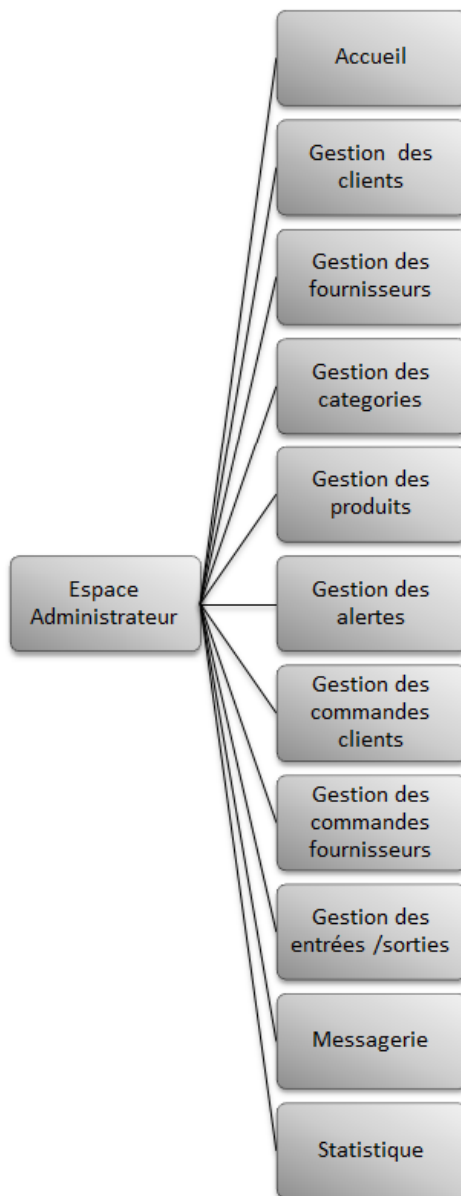 Accueil
Gestion des
clients
Gestion des
fournisseurs
Gestion des
categories
Gestion des
produits
Espace
Administrateur
Gestion des
alertes
Gestion des
commandes
clients
Gestion des
commandes
fournisseurs
Gestion des
entrées /sorties
Messagerie
Statistique